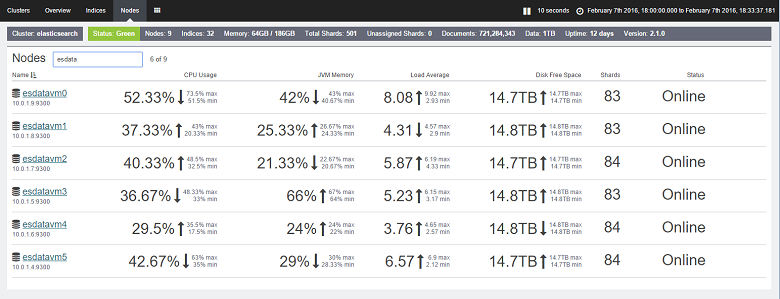 Clusters Overview Indices Nodes 10 seconds February 7th 2016, 18:00:00.000 to February 7th 2016, 18:33:37.181
Cluster: elasticsearch Status: Green Nodes: 9 Indices: 32 Memory: 64GB / 186GB Total Shards: 501 Unassigned Shards: 0 Documents: 721,284,343 Data: 1TB Uptime: 12 days Version: 2.1.0
Nodes esdata 6 of 9
Name CPU Usage JVM Memory Load Average Disk Free Space Shards Status
esdatavm0 52.33% 73.5% max 42% 43% max 8.08 9.92 max 14.7TB 14.7TB max 83 Online
10.0.1.9:9300 51.5% min 40.67% min 2.93 min 14.7TB min
esdatavm1 37.33% 43% max 25.33% 26.67% max 4.31 4.57 max 14.8TB 14.8TB max 83 Online
10.0.1.8:9300 20.33% min 24.33% min 2.9 min 14.8TB min
esdatavm2 40.33% 48.5% max 21.33% 22.67% max 5.87 6.19 max 14.7TB 14.7TB max 84 Online
10.0.1.7:9300 32.5% min 20.67% min 4.33 min 14.7TB min
esdatavm3 36.67% 48.33% max 66% 67% max 5.23 6.15 max 14.8TB 14.8TB max 83 Online
10.0.1.5:9300 33% min 64% min 3.17 min 14.8TB min
esdatavm4 29.5% 35.5% max 24% 24% max 3.76 4.65 max 14.8TB 14.8TB max 84 Online
10.0.1.6:9300 17.5% min 22% min 2.57 min 14.8TB min
esdatavm5 42.67% 63% max 29% 30% max 6.57 6.9 max 14.7TB 14.7TB max 84 Online
10.0.1.4:9300 35% min 28.33% min 2.12 min 14.7TB min